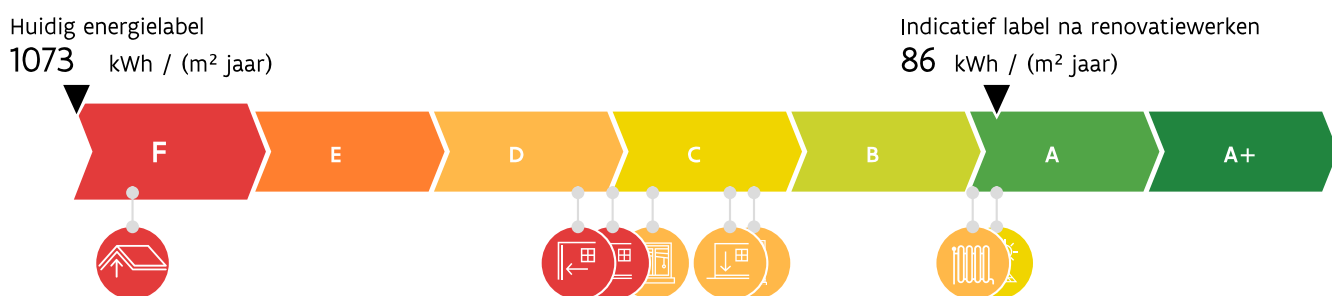 Huidig energielabel
1073 kWh / (m² jaar)
Indicatief label na renovatiewerken
86 kWh / (m² jaar)
F E D C B A A+